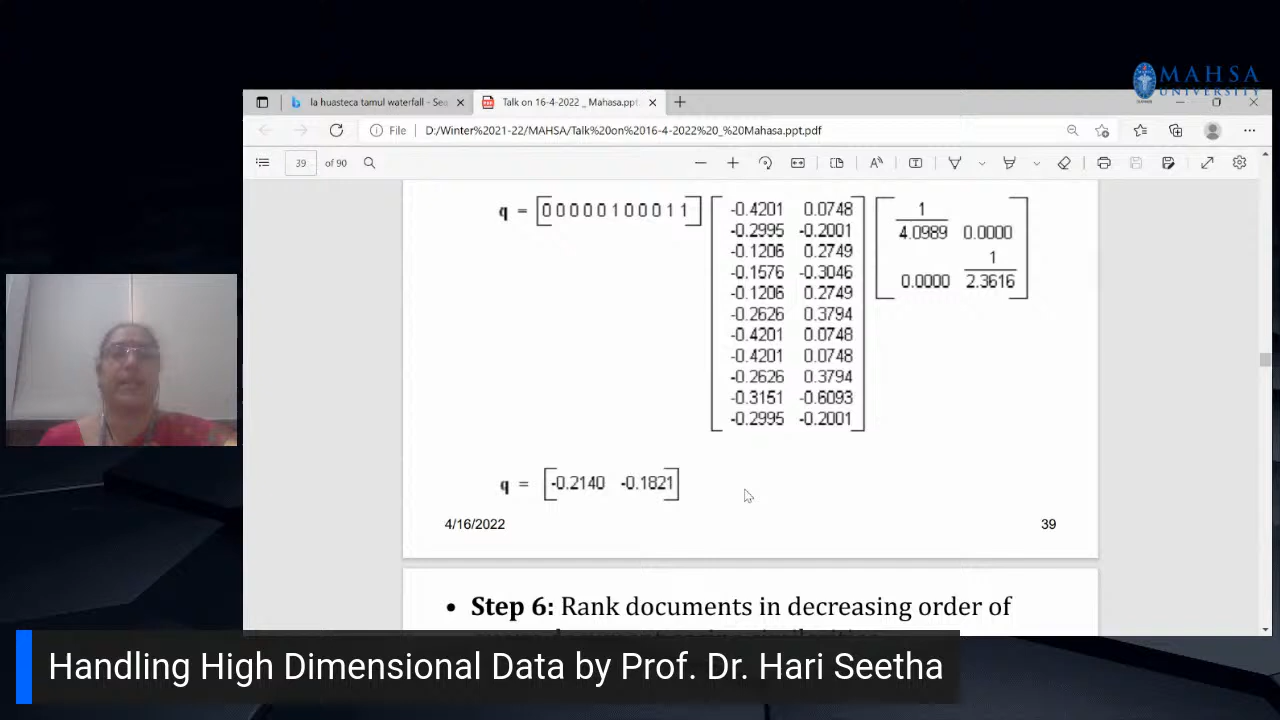 MAHSA
UNIVERSITY
la huasteca tamul waterfall - Sea
Talk on 16-4-2022 _ Mahasa.ppt.
File D:/Winter%2021-22/MAHSA/Talk%20on%2016-4-2022%20_%20Mahasa.ppt.pdf
39 of 90
q = [0 0 0 0 0 1 0 0 0 1 1]
-0.4201 0.0748
-0.2995 -0.2001
-0.1206 0.2749
-0.1576 -0.3046
-0.1206 0.2749
-0.2626 0.3794
-0.4201 0.0748
-0.4201 0.0748
-0.2626 0.3794
-0.3151 -0.6093
-0.2995 -0.2001
1
4.0989 0.0000
1
0.0000 2.3616
q = [-0.2140 -0.1821]
4/16/2022 39
• Step 6: Rank documents in decreasing order of
Handling High Dimensional Data by Prof. Dr. Hari Seetha